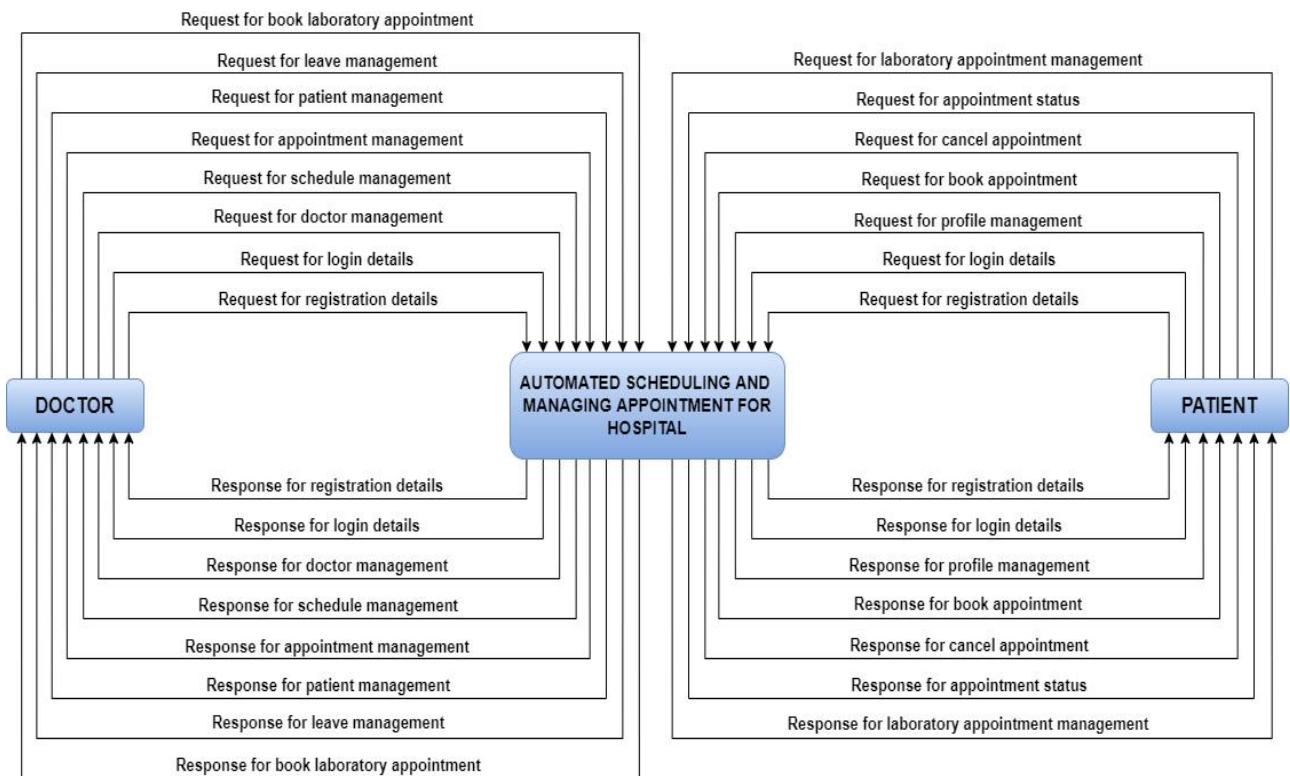 Request for book laboratory appointment
Request for leave management
Request for patient management
Request for appointment management
Request for schedule management
Request for doctor management
Request for login details
Request for registration details
Request for laboratory appointment management
Request for appointment status
Request for cancel appointment
Request for book appointment
Request for profile management
Request for login details
Request for registration details
DOCTOR
AUTOMATED SCHEDULING AND
MANAGING APPOINTMENT FOR
HOSPITAL
PATIENT
Response for registration details
Response for login details
Response for doctor management
Response for schedule management
Response for appointment management
Response for patient management
Response for leave management
Response for book laboratory appointment
Response for registration details
Response for login details
Response for profile management
Response for book appointment
Response for cancel appointment
Response for appointment status
Response for laboratory appointment management